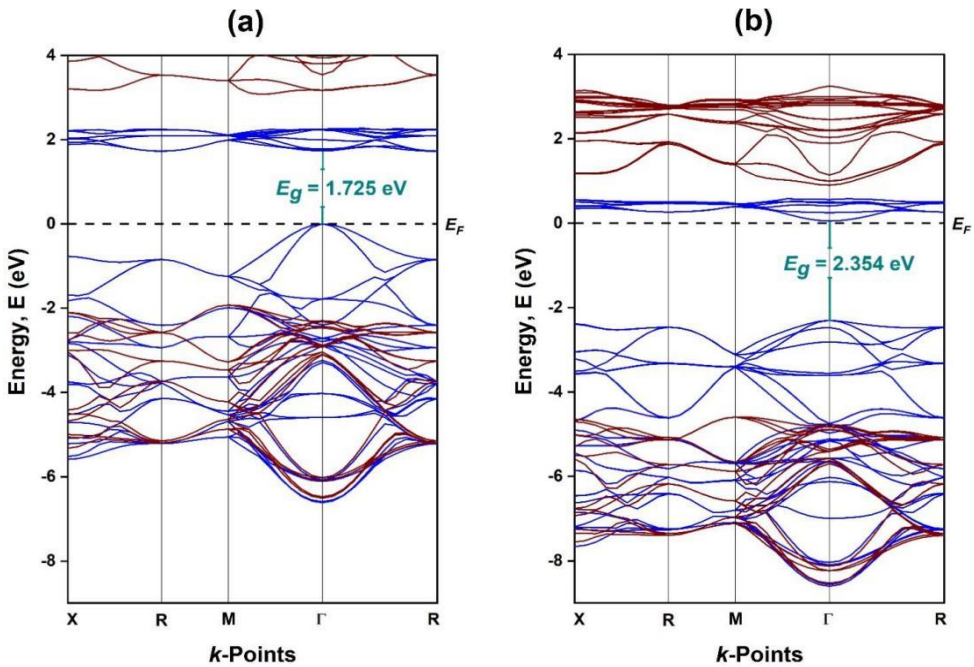 (a)
(b)
4
2
0
-2
-4
-6
-8
Energy, E (eV)
E_g = 1.725 eV
E_F
X R M Γ R
k-Points
4
2
0
-2
-4
-6
-8
Energy, E (eV)
E_g = 2.354 eV
E_F
X R M Γ R
k-Points